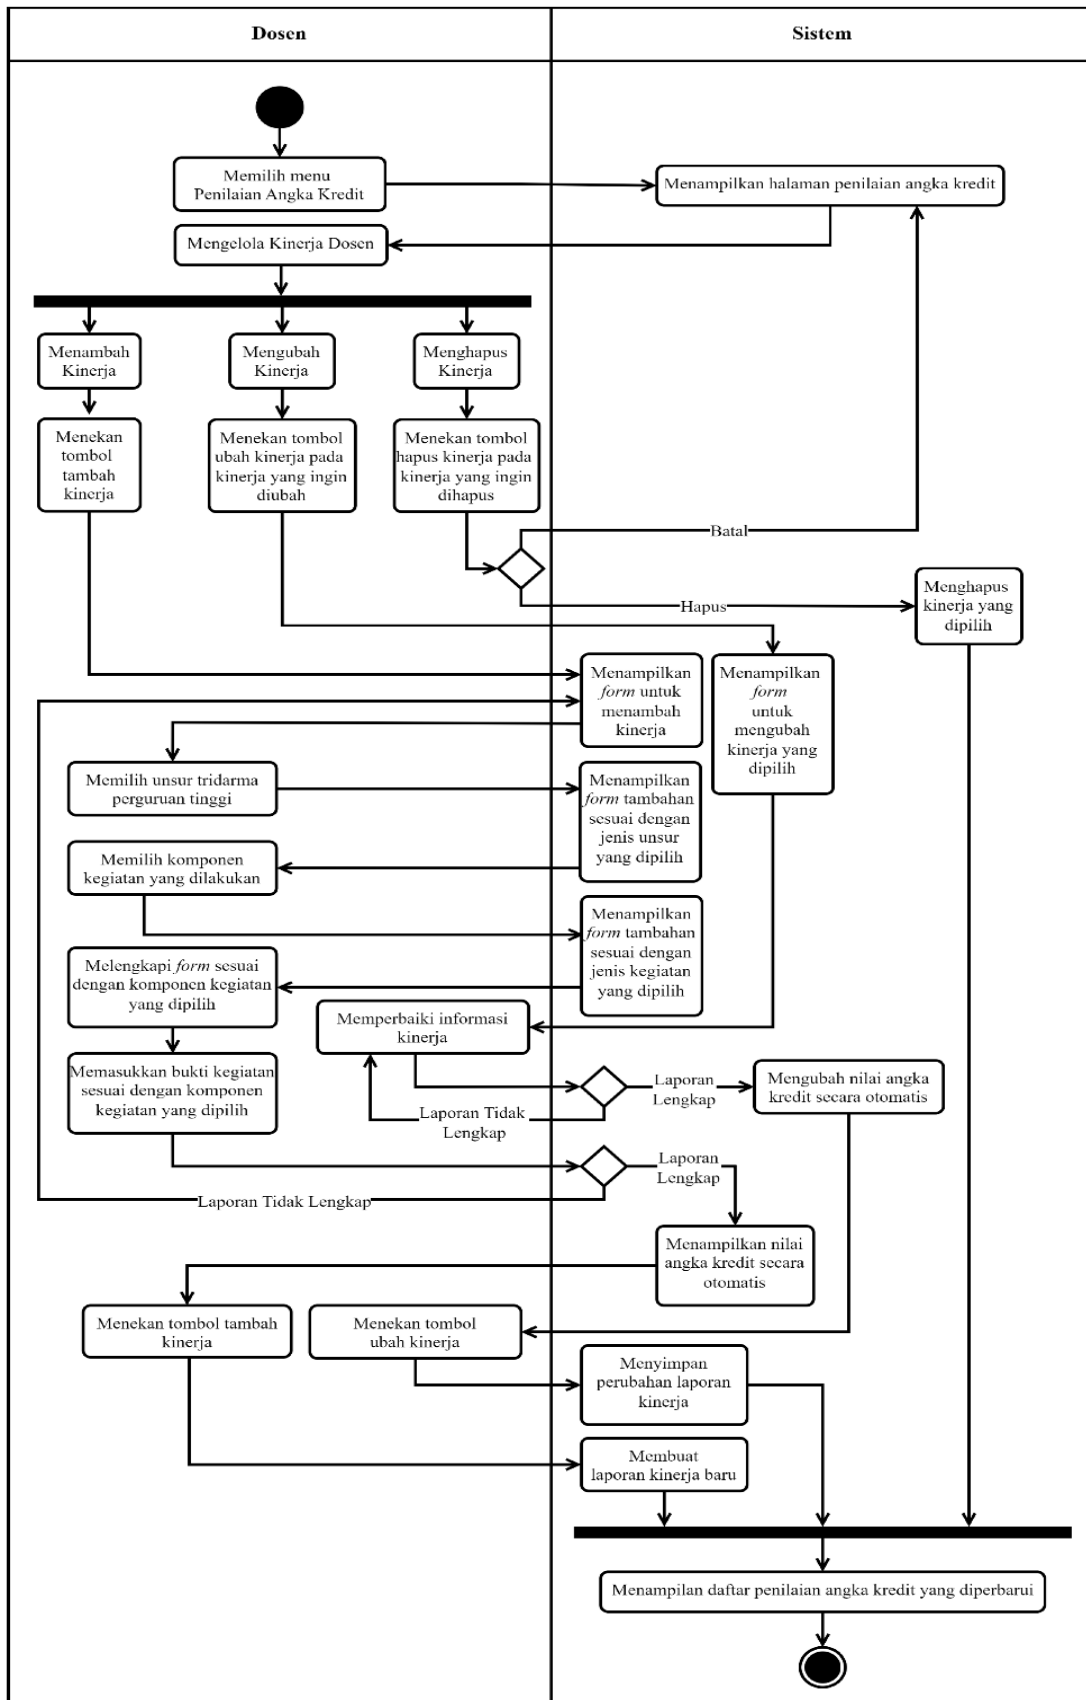 Dosen
Sistem
Memilih menu
Penilaian Angka Kredit
Menampilkan halaman penilaian angka kredit
Mengelola Kinerja Dosen
Menambah
Kinerja
Mengubah
Kinerja
Menghapus
Kinerja
Menekan
tombol
tambah
kinerja
Menekan tombol
ubah kinerja pada
kinerja yang ingin
diubah
Menekan tombol
hapus kinerja pada
kinerja yang ingin
dihapus
Batal
Hapus
Menghapus
kinerja yang
dipilih
Menampilkan
form untuk
menambah
kinerja
Menampilkan
form
untuk
mengubah
kinerja yang
dipilih
Memilih unsur tridarma
perguruan tinggi
Menampilkan
form tambahan
sesuai dengan
jenis unsur
yang dipilih
Memilih komponen
kegiatan yang dilakukan
Menampilkan
form tambahan
sesuai dengan
jenis kegiatan
yang dipilih
Melengkapi form sesuai
dengan komponen kegiatan
yang dipilih
Memperbaiki informasi
kinerja
Memasukkan bukti kegiatan
sesuai dengan komponen
kegiatan yang dipilih
Laporan
Lengkap
Mengubah nilai angka
kredit secara otomatis
Laporan Tidak
Lengkap
Laporan
Lengkap
Laporan Tidak Lengkap
Menampilkan nilai
angka kredit secara
otomatis
Menekan tombol tambah
kinerja
Menekan tombol
ubah kinerja
Menyimpan
perubahan laporan
kinerja
Membuat
laporan kinerja baru
Menampilan daftar penilaian angka kredit yang diperbarui